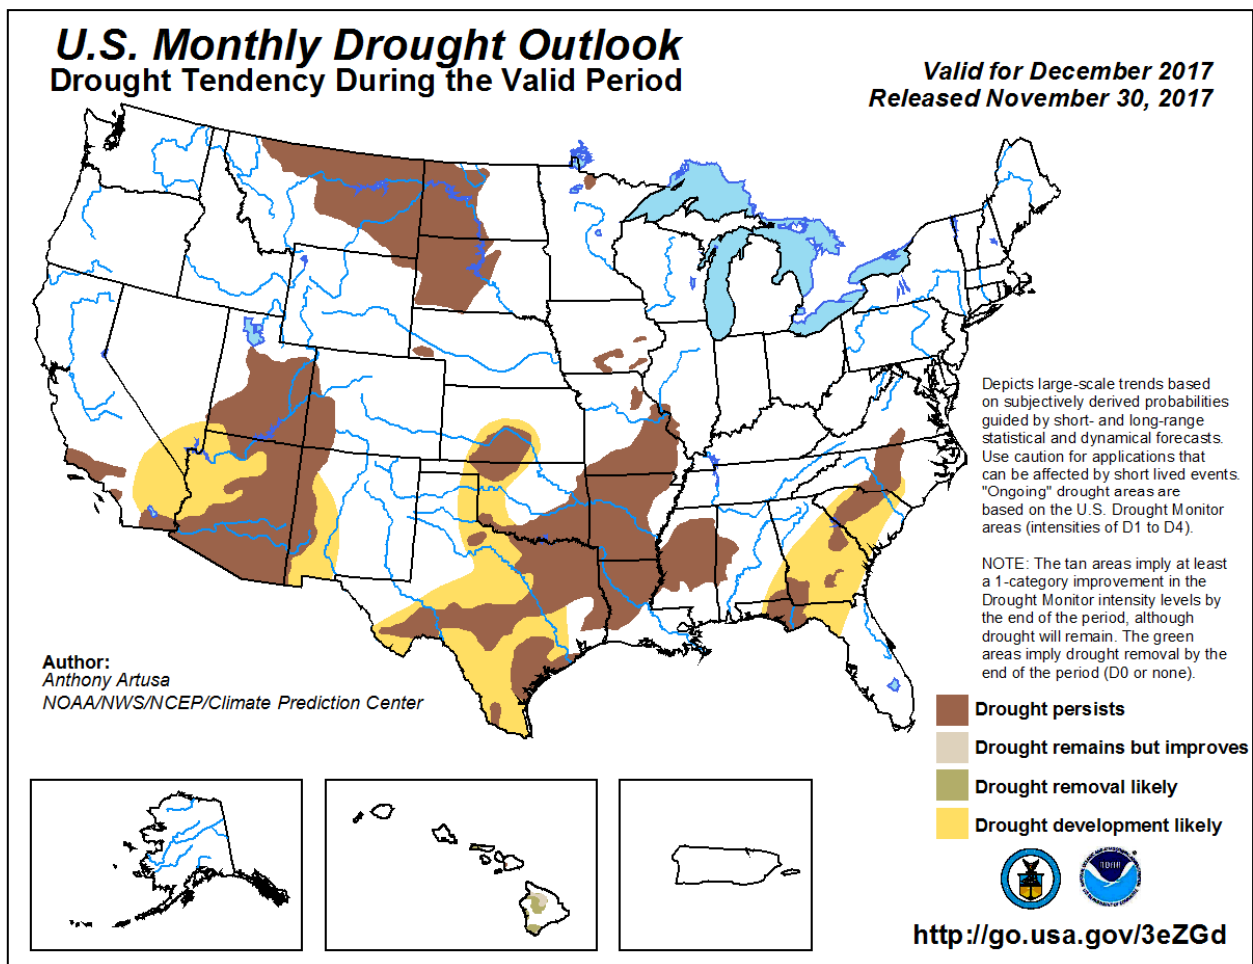 U.S. Monthly Drought Outlook
Drought Tendency During the Valid Period
Valid for December 2017
Released November 30, 2017
Depicts large-scale trends based
on subjectively derived probabilities
guided by short- and long-range
statistical and dynamical forecasts.
Use caution for applications that
can be affected by short lived events.
"Ongoing" drought areas are
based on the U.S. Drought Monitor
areas (intensities of D1 to D4).
NOTE: The tan areas imply at least
a 1-category improvement in the
Drought Monitor intensity levels by
the end of the period, although
drought will remain. The green
areas imply drought removal by the
end of the period (D0 or none).
Author:
Anthony Artusa
NOAA/NWS/NCEP/Climate Prediction Center
Drought persists
Drought remains but improves
Drought removal likely
Drought development likely
http://go.usa.gov/3eZGd